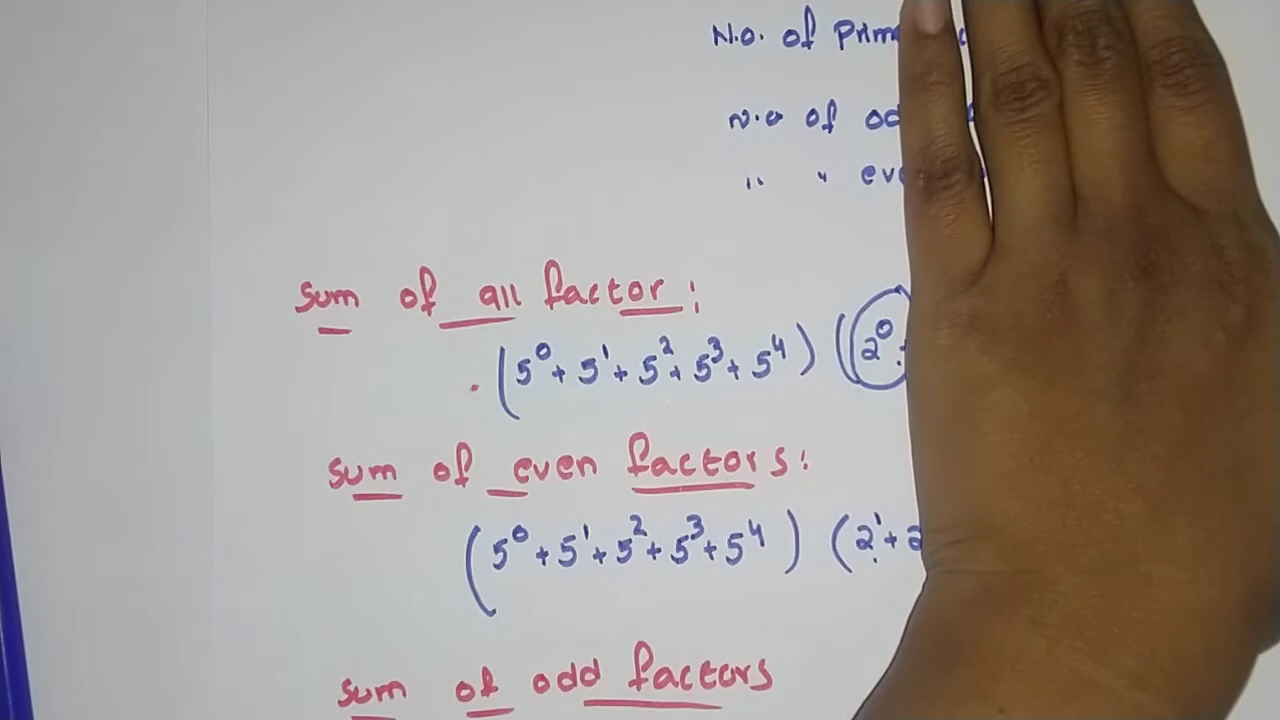 N.o. of Prim
N.o of od
" " eve
Sum of all factor:
(5⁰+5¹+5²+5³+5⁴) ((2⁰+
sum of even factors:
(5⁰+5¹+5²+5³+5⁴) (2¹+2
sum of odd factors